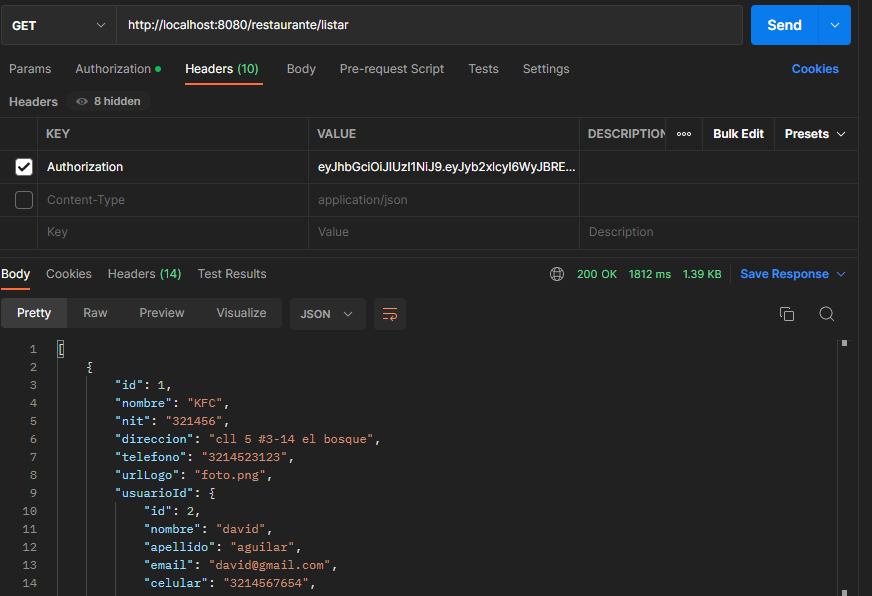 GET http://localhost:8080/restaurante/listar Send
Params Authorization Headers (10) Body Pre-request Script Tests Settings Cookies
Headers 8 hidden
KEY VALUE DESCRIPTION ooo Bulk Edit Presets
Authorization eyJhbGciOiJIUzI1NiJ9.eyJyb2xlcyI6WyJBRE...
Content-Type application/json
Key Value Description
Body Cookies Headers (14) Test Results 200 OK 1812 ms 1.39 KB Save Response
Pretty Raw Preview Visualize JSON
1 [
2 {
3 "id": 1,
4 "nombre": "KFC",
5 "nit": "321456",
6 "direccion": "cll 5 #3-14 el bosque",
7 "telefono": "3214523123",
8 "urlLogo": "foto.png",
9 "usuarioId": {
10 "id": 2,
11 "nombre": "david",
12 "apellido": "aguilar",
13 "email": "david@gmail.com",
14 "celular": "3214567654",